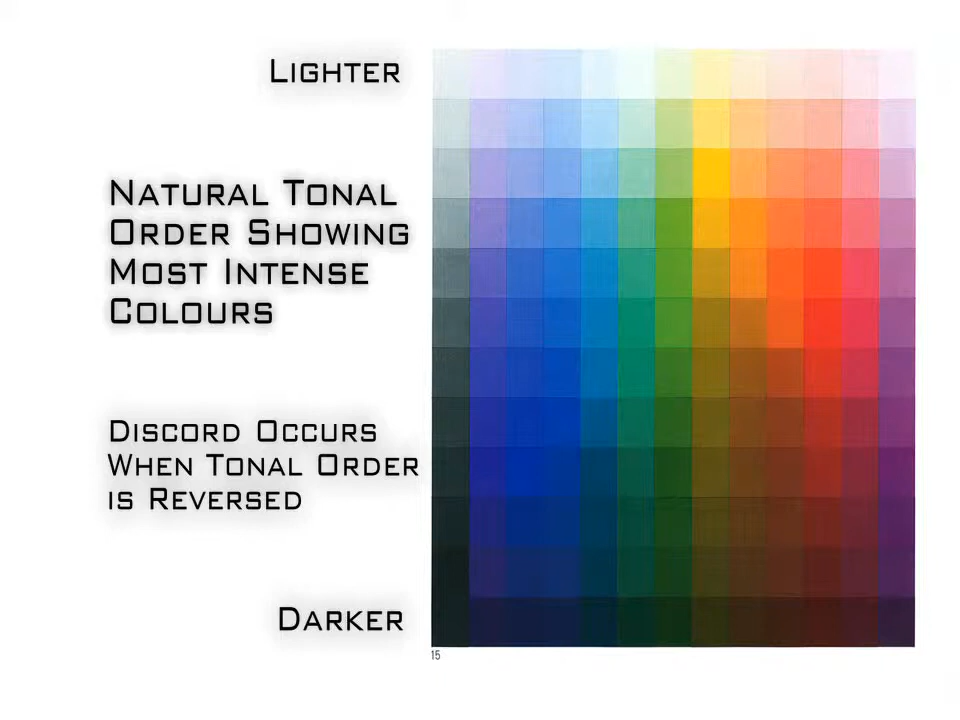 Lighter
Natural Tonal
Order Showing
Most Intense
Colours
Discord Occurs
When Tonal Order
is Reversed
Darker
15